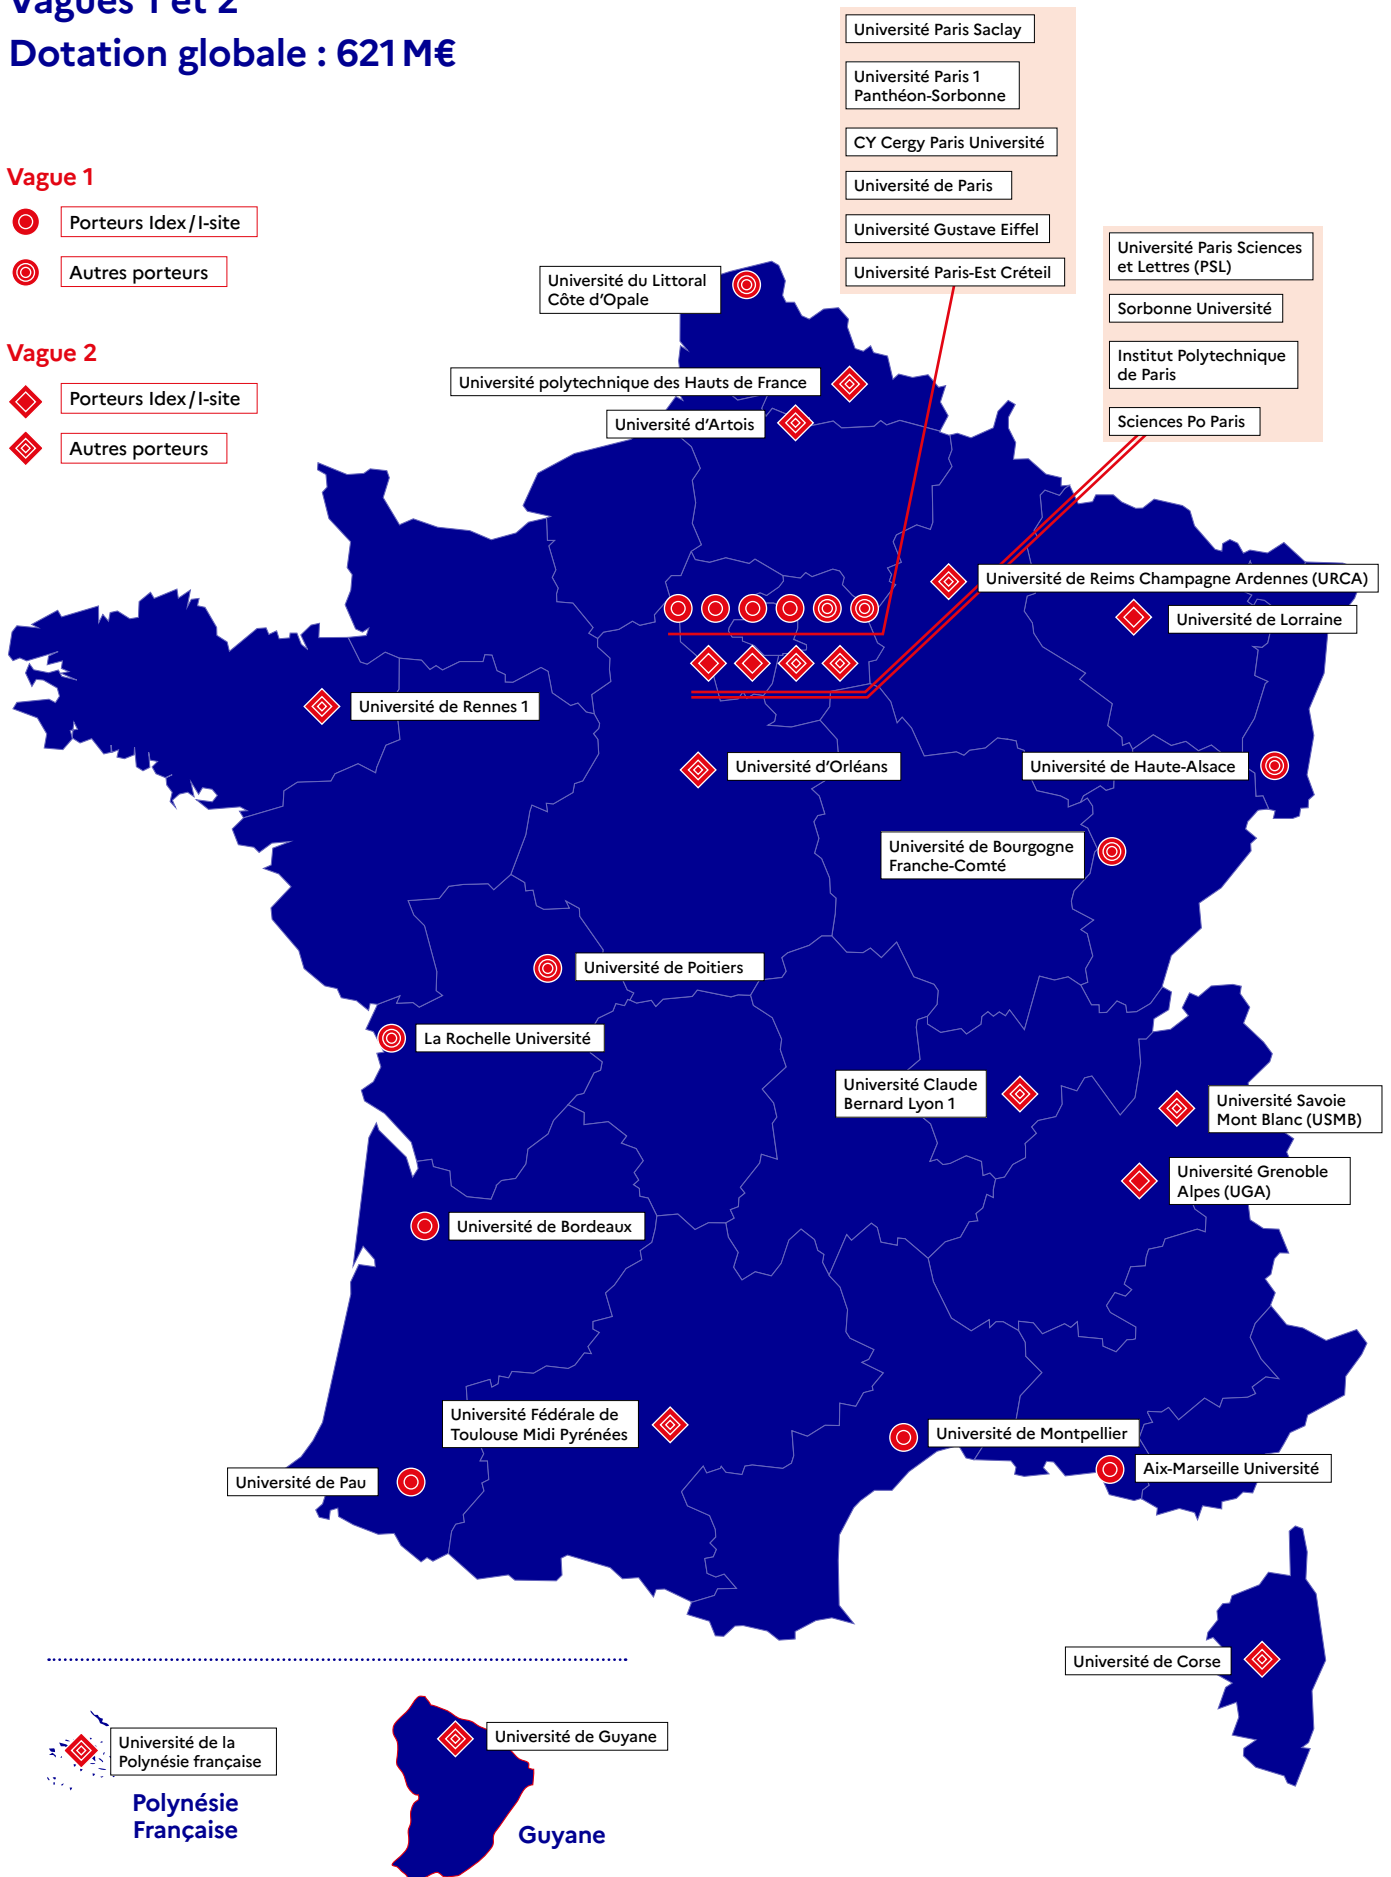 Vagues 1 et 2
Dotation globale : 621 M€
Vague 1
Porteurs Idex/I-site
Autres porteurs
Vague 2
Porteurs Idex/I-site
Autres porteurs
Université Paris Saclay
Université Paris 1
Panthéon-Sorbonne
CY Cergy Paris Université
Université de Paris
Université Gustave Eiffel
Université Paris-Est Créteil
Université Paris Sciences
et Lettres (PSL)
Sorbonne Université
Institut Polytechnique
de Paris
Sciences Po Paris
Université du Littoral
Côte d’Opale
Université polytechnique des Hauts de France
Université d’Artois
Université de Reims Champagne Ardennes (URCA)
Université de Lorraine
Université de Rennes 1
Université d’Orléans
Université de Haute-Alsace
Université de Bourgogne
Franche-Comté
Université de Poitiers
La Rochelle Université
Université Claude
Bernard Lyon 1
Université Savoie
Mont Blanc (USMB)
Université Grenoble
Alpes (UGA)
Université de Bordeaux
Université Fédérale de
Toulouse Midi Pyrénées
Université de Montpellier
Aix-Marseille Université
Université de Pau
Université de Corse
Université de la
Polynésie française
Polynésie
Française
Université de Guyane
Guyane